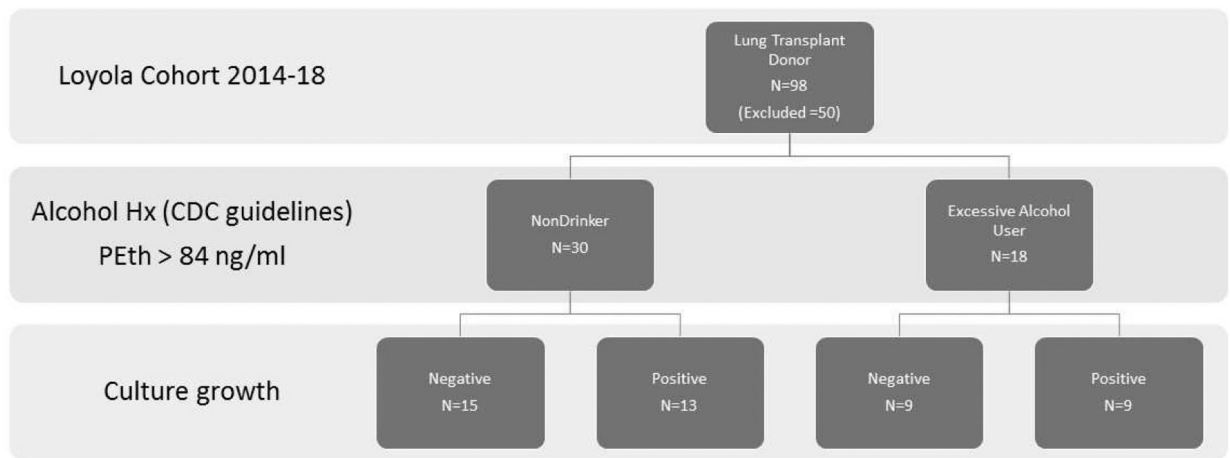 Loyola Cohort 2014-18
Lung Transplant
Donor
N=98
(Excluded =50)
Alcohol Hx (CDC guidelines)
PEth > 84 ng/ml
NonDrinker
N=30
Excessive Alcohol
User
N=18
Culture growth
Negative
N=15
Positive
N=13
Negative
N=9
Positive
N=9